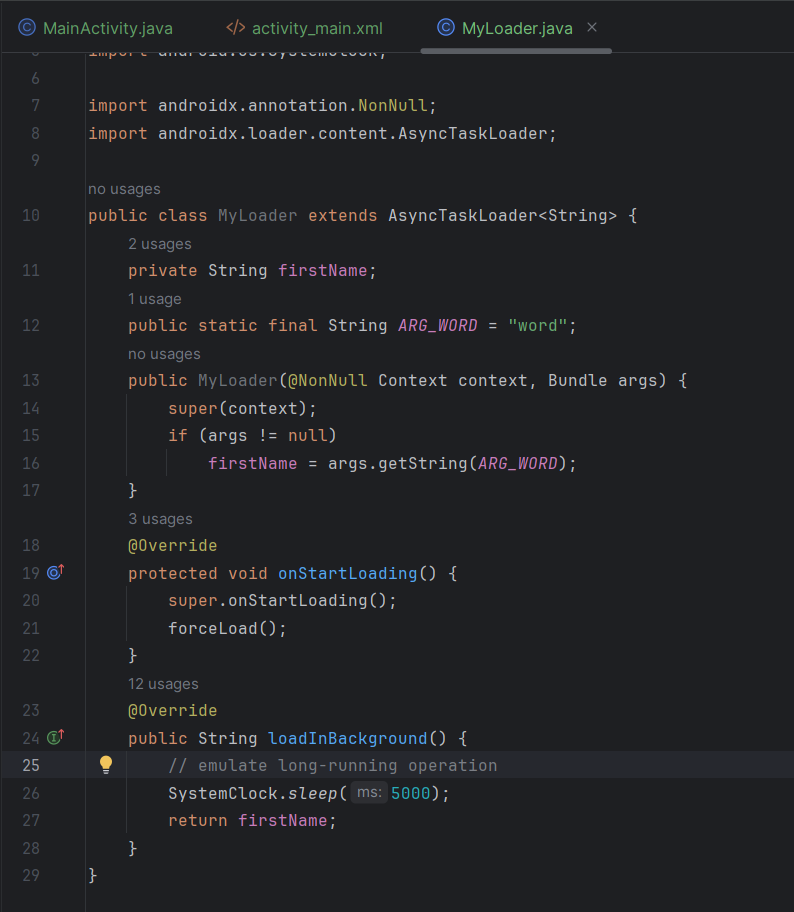 MainActivity.java
activity_main.xml
MyLoader.java
5 import android.os.SystemClock;
6
7 import androidx.annotation.NonNull;
8 import androidx.loader.content.AsyncTaskLoader;
9
no usages
10 public class MyLoader extends AsyncTaskLoader<String> {
2 usages
11 private String firstName;
1 usage
12 public static final String ARG_WORD = "word";
no usages
13 public MyLoader(@NonNull Context context, Bundle args) {
14 super(context);
15 if (args != null)
16 firstName = args.getString(ARG_WORD);
17 }
3 usages
18 @Override
19 protected void onStartLoading() {
20 super.onStartLoading();
21 forceLoad();
22 }
12 usages
23 @Override
24 public String loadInBackground() {
25 // emulate long-running operation
26 SystemClock.sleep( ms: 5000);
27 return firstName;
28 }
29 }